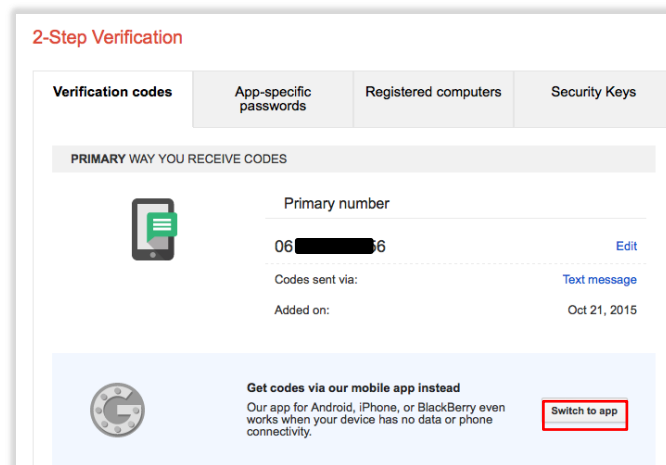 2-Step Verification
Verification codes
App-specific
passwords
Registered computers
Security Keys
PRIMARY WAY YOU RECEIVE CODES
Primary number
06 6
Edit
Codes sent via:
Text message
Added on:
Oct 21, 2015
Get codes via our mobile app instead
Our app for Android, iPhone, or BlackBerry even
works when your device has no data or phone
connectivity.
Switch to app